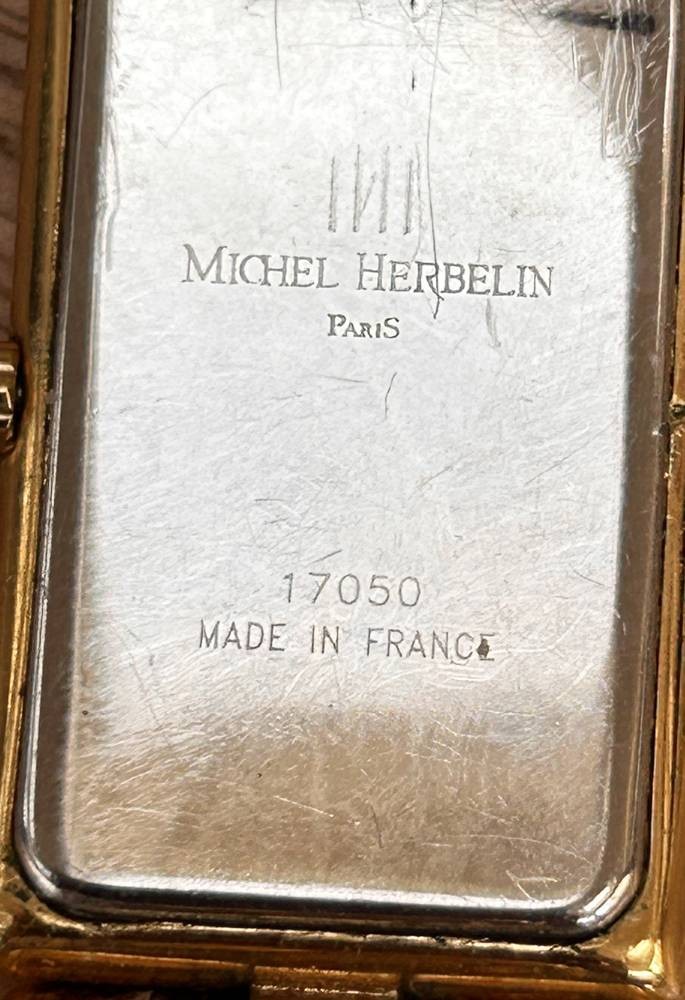 MICHEL HERBELIN
PARIS
17050
MADE IN FRANCE